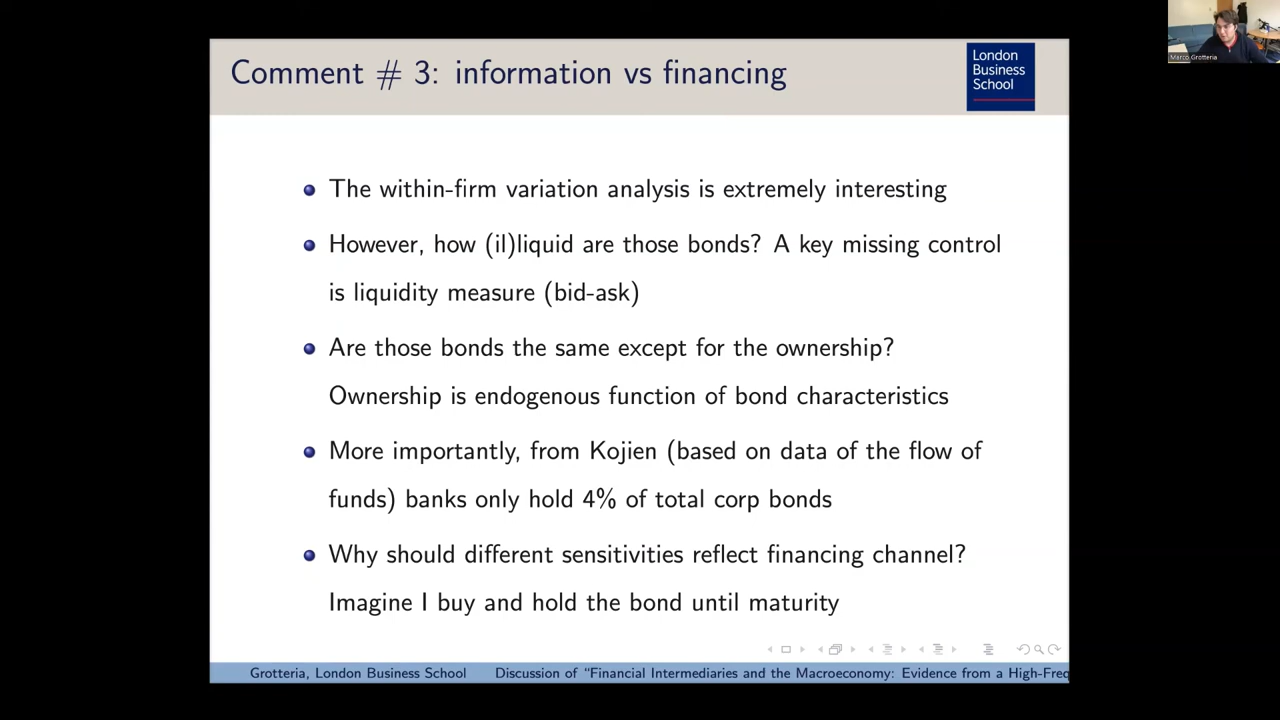 Comment # 3: information vs financing
London
Business
School
Marco Grotteria
The within-firm variation analysis is extremely interesting
However, how (il)liquid are those bonds? A key missing control
is liquidity measure (bid-ask)
Are those bonds the same except for the ownership?
Ownership is endogenous function of bond characteristics
More importantly, from Kojien (based on data of the flow of
funds) banks only hold 4% of total corp bonds
Why should different sensitivities reflect financing channel?
Imagine I buy and hold the bond until maturity
Grotteria, London Business School
Discussion of “Financial Intermediaries and the Macroeconomy: Evidence from a High-Freq